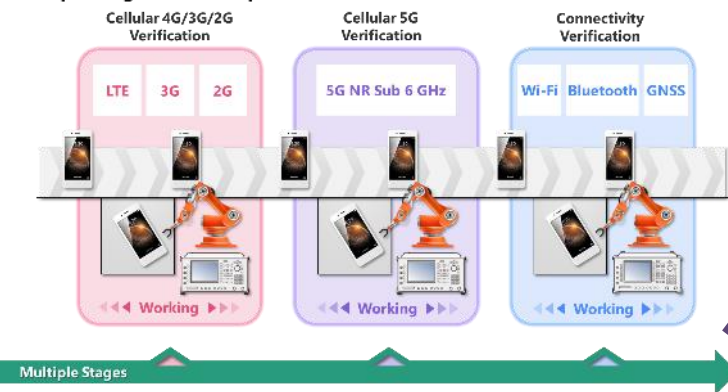 Cellular 4G/3G/2G
Verification
Cellular 5G
Verification
Connectivity
Verification
LTE 3G 2G
5G NR Sub 6 GHz
Wi-Fi Bluetooth GNSS
Working
Working
Working
Multiple Stages